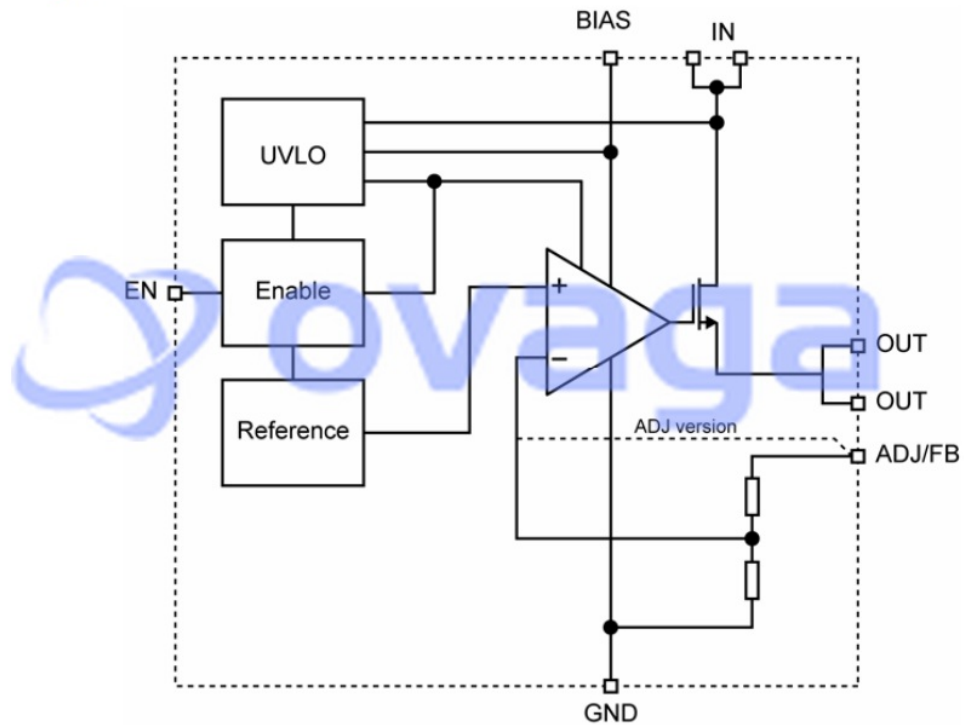 BIAS
IN
UVLO
EN
Enable
+
ovaga
−
OUT
OUT
Reference
ADJ version
ADJ/FB
GND